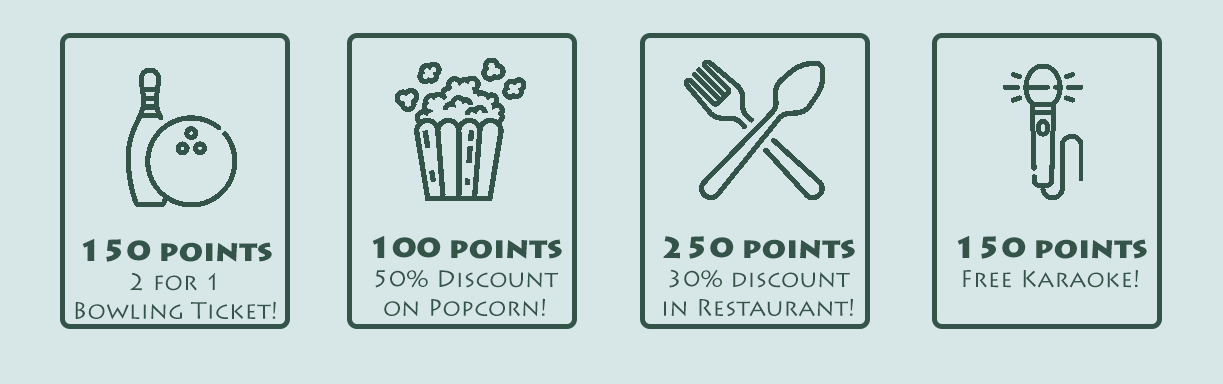 150 POINTS
2 FOR 1
BOWLING TICKET!
100 POINTS
50% DISCOUNT
ON POPCORN!
250 POINTS
30% DISCOUNT
IN RESTAURANT!
150 POINTS
FREE KARAOKE!